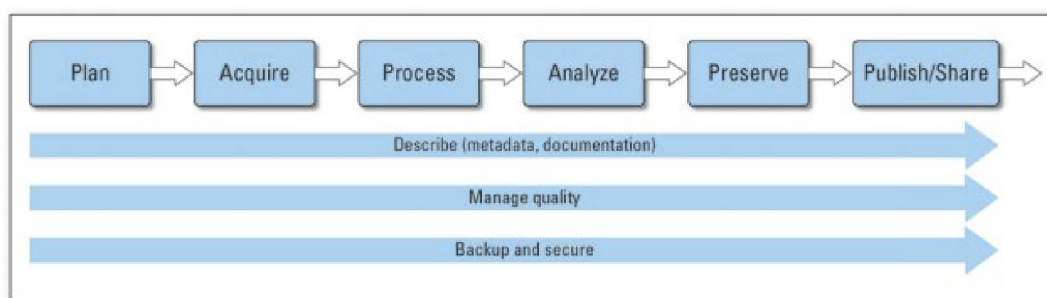 Plan
Acquire
Process
Analyze
Preserve
Publish/Share
Describe (metadata, documentation)
Manage quality
Backup and secure